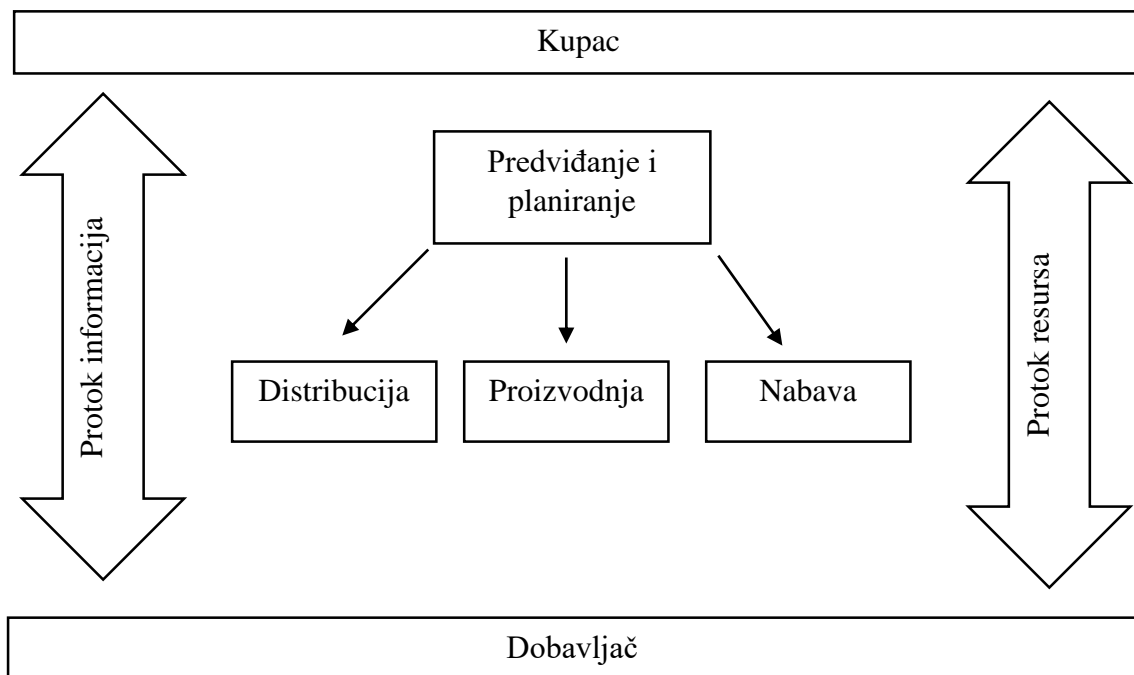 Kupac
Predviđanje i
planiranje
Protok informacija
Protok resursa
Distribucija
Proizvodnja
Nabava
Dobavljač